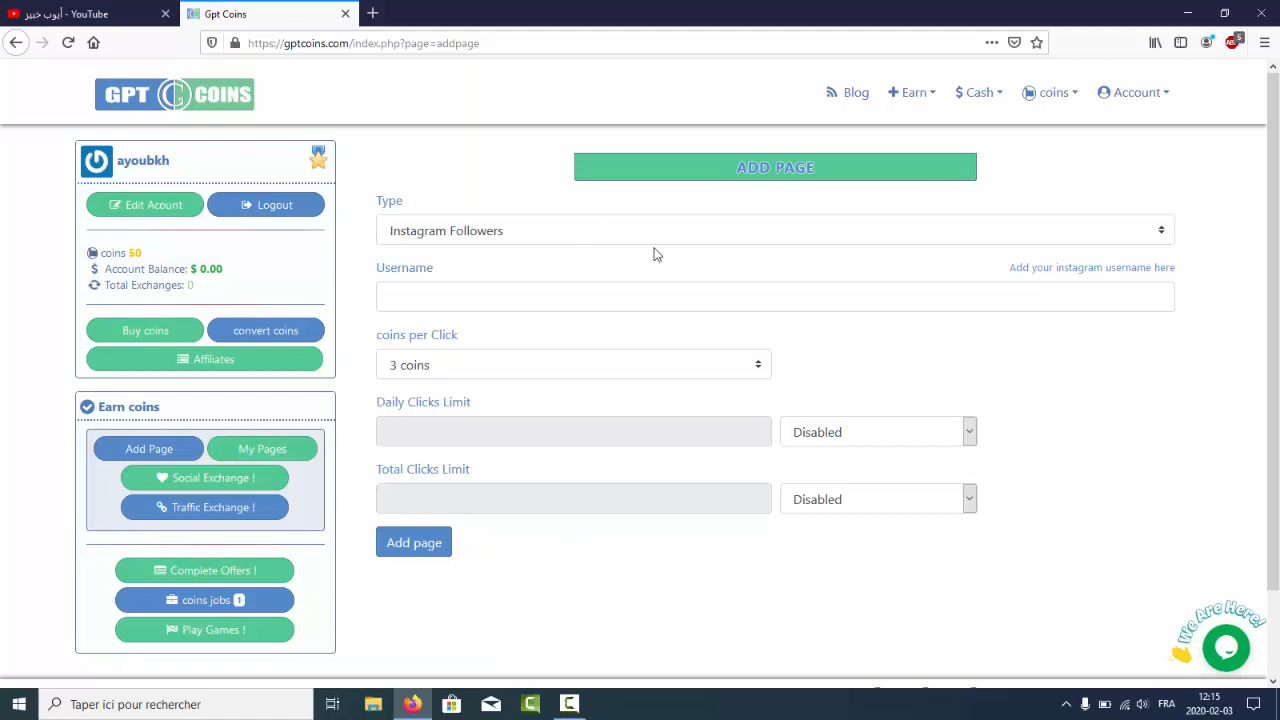 أيوب خبير - YouTube
Gpt Coins
https://gptcoins.com/index.php?page=addpage
5
GPT COINS
Blog
Earn
$ Cash
coins
Account
ayoubkh
Edit Acount
Logout
coins 50
$ Account Balance: $ 0.00
Total Exchanges: 0
Buy coins
convert coins
Affiliates
Earn coins
Add Page
My Pages
Social Exchange !
Traffic Exchange !
Complete Offers !
coins jobs 1
Play Games !
ADD PAGE
Type
Instagram Followers
Username
Add your instagram username here
coins per Click
3 coins
Daily Clicks Limit
Disabled
Total Clicks Limit
Disabled
Add page
We Are Here!
Taper ici pour rechercher
FRA
12:15
2020-02-03